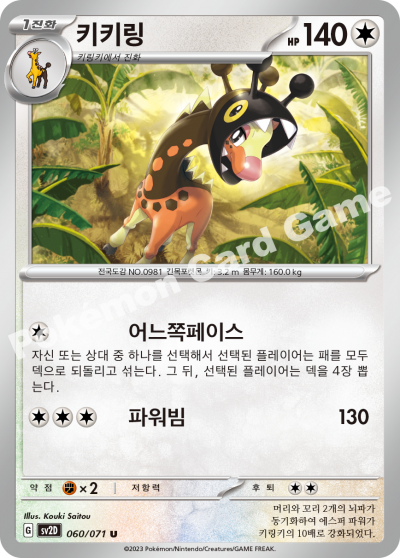 1진화
키키링
HP 140
키링키에서 진화
Pokémon Card Game
전국도감 NO.0981 긴목포켓몬 키: 3.2 m 몸무게: 160.0 kg
어느쪽페이스
자신 또는 상대 중 하나를 선택해서 선택된 플레이어는 패를 모두
덱으로 되돌리고 섞는다. 그 뒤, 선택된 플레이어는 덱을 4장 뽑
는다.
파워빔 130
약점 ×2 저항력 후퇴
Illus. Kouki Saitou
G SV2D 060/071 U
머리와 꼬리 2개의 뇌파가
동기화하여 에스퍼 파워가
키링키의 10배로 강화되었다.
©2023 Pokémon/Nintendo/Creatures/GAME FREAK.